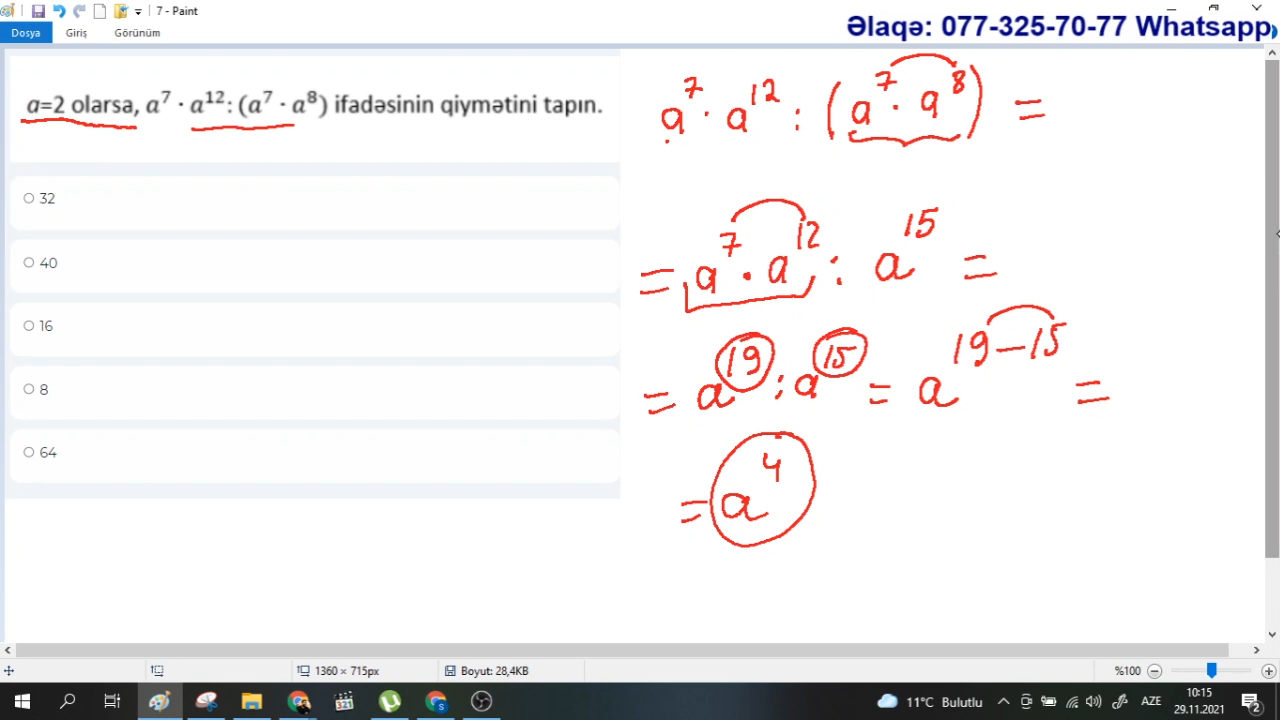 7 - Paint
Əlaqə: 077-325-70-77 Whatsapp
Dosya Giriş Görünüm
a=2 olarsa, a⁷ · a¹²:(a⁷ · a⁸) ifadəsinin qiymətini tapın.
32
40
16
8
64
a⁷ · a¹² : (a⁷ · a⁸) =
= a⁷ · a¹² : a¹⁵ =
= a¹⁹ : a¹⁵ = a¹⁹⁻¹⁵ =
= a⁴
1360 × 715px Boyut: 28,4KB %100
11°C Bulutlu AZE 10:15
29.11.2021 2